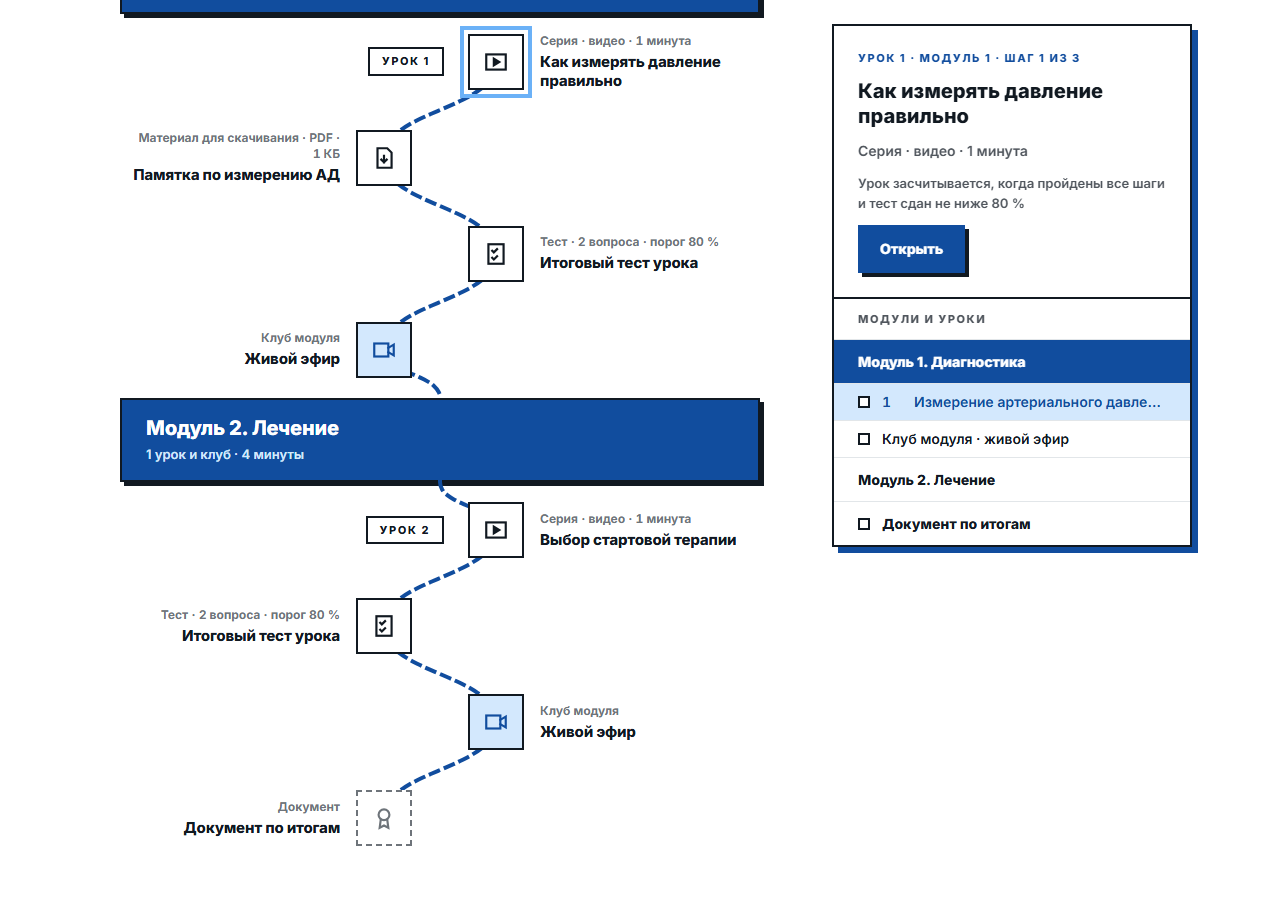 УРОК 1
Серия · видео · 1 минута
Как измерять давление
правильно
Материал для скачивания · PDF ·
1 КБ
Памятка по измерению АД
Тест · 2 вопроса · порог 80 %
Итоговый тест урока
Клуб модуля
Живой эфир
Модуль 2. Лечение
1 урок и клуб · 4 минуты
УРОК 2
Серия · видео · 1 минута
Выбор стартовой терапии
Тест · 2 вопроса · порог 80 %
Итоговый тест урока
Клуб модуля
Живой эфир
Документ
Документ по итогам
УРОК 1 · МОДУЛЬ 1 · ШАГ 1 ИЗ 3
Как измерять давление
правильно
Серия · видео · 1 минута
Урок засчитывается, когда пройдены все шаги
и тест сдан не ниже 80 %
Открыть
МОДУЛИ И УРОКИ
Модуль 1. Диагностика
1 Измерение артериального давле...
Клуб модуля · живой эфир
Модуль 2. Лечение
Документ по итогам